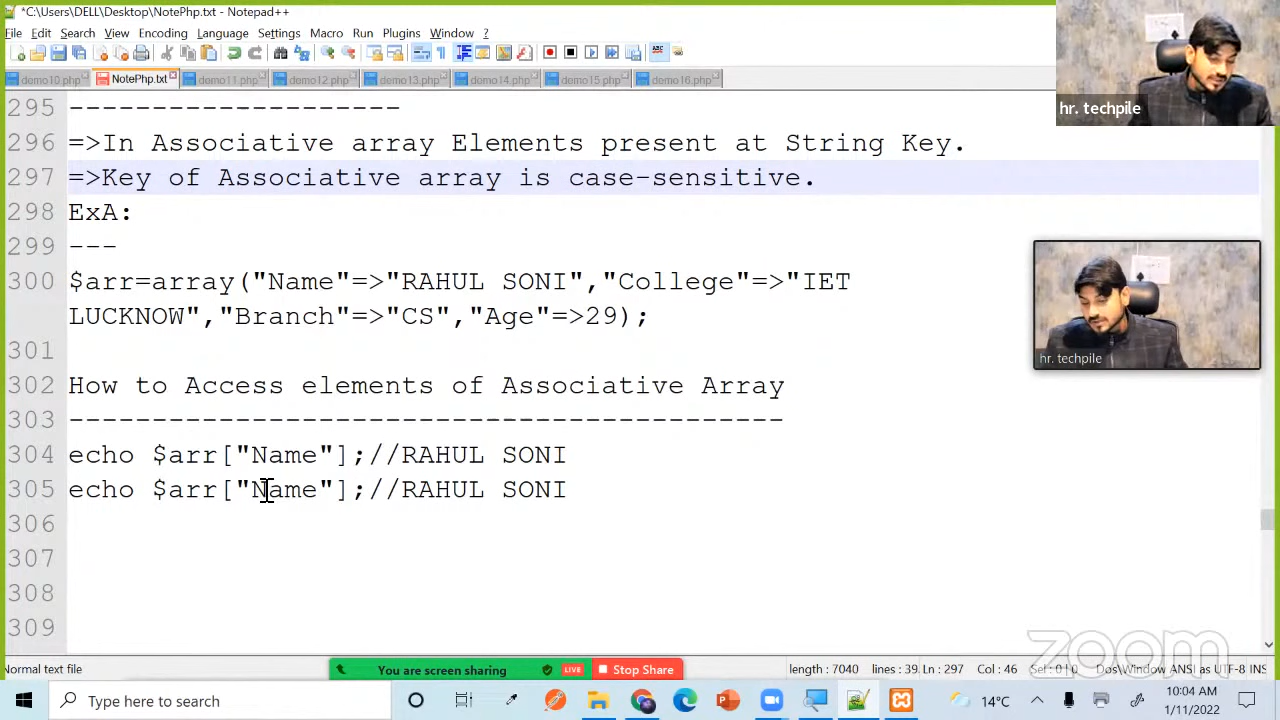 *C:\Users\DELL\Desktop\NotePhp.txt - Notepad++
File Edit Search View Encoding Language Settings Macro Run Plugins Window ?
demo10.php NotePhp.txt demo11.php demo12.php demo13.php demo14.php demo15.php demo16.php
hr. techpile
295 --------------------
296 =>In Associative array Elements present at String Key.
297 =>Key of Associative array is case-sensitive.
298 ExA:
299 ---
300 $arr=array("Name"=>"RAHUL SONI","College"=>"IET
LUCKNOW","Branch"=>"CS","Age"=>29);
301
hr. techpile
302 How to Access elements of Associative Array
303 -------------------------------------------
304 echo $arr["Name"];//RAHUL SONI
305 echo $arr["Name"];//RAHUL SONI
306
307
308
309
zoom
Normal text file
You are screen sharing LIVE Stop Share
length : 7040 lines : 39 Ln : 297 Col : 46 Sel : 0 | 0 Dos\Window ANSI as UTF-8 INS
Type here to search
14°C
10:04 AM
1/11/2022